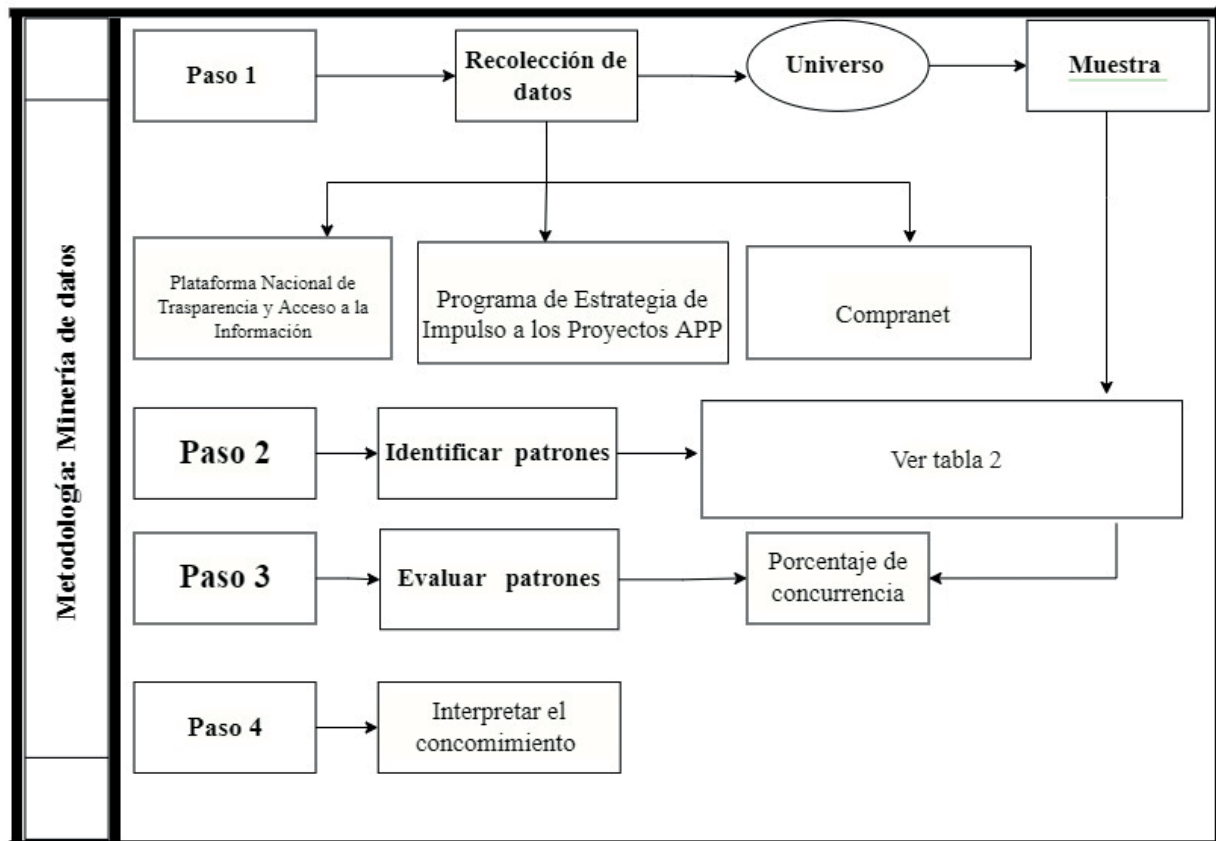 Metodología: Minería de datos
Paso 1
Recolección de
datos
Universo
Muestra
Plataforma Nacional de
Trasparencia y Acceso a la
Información
Programa de Estrategia de
Impulso a los Proyectos APP
Compranet
Paso 2
Identificar patrones
Ver tabla 2
Paso 3
Evaluar patrones
Porcentaje de
concurrencia
Paso 4
Interpretar el
concomimiento